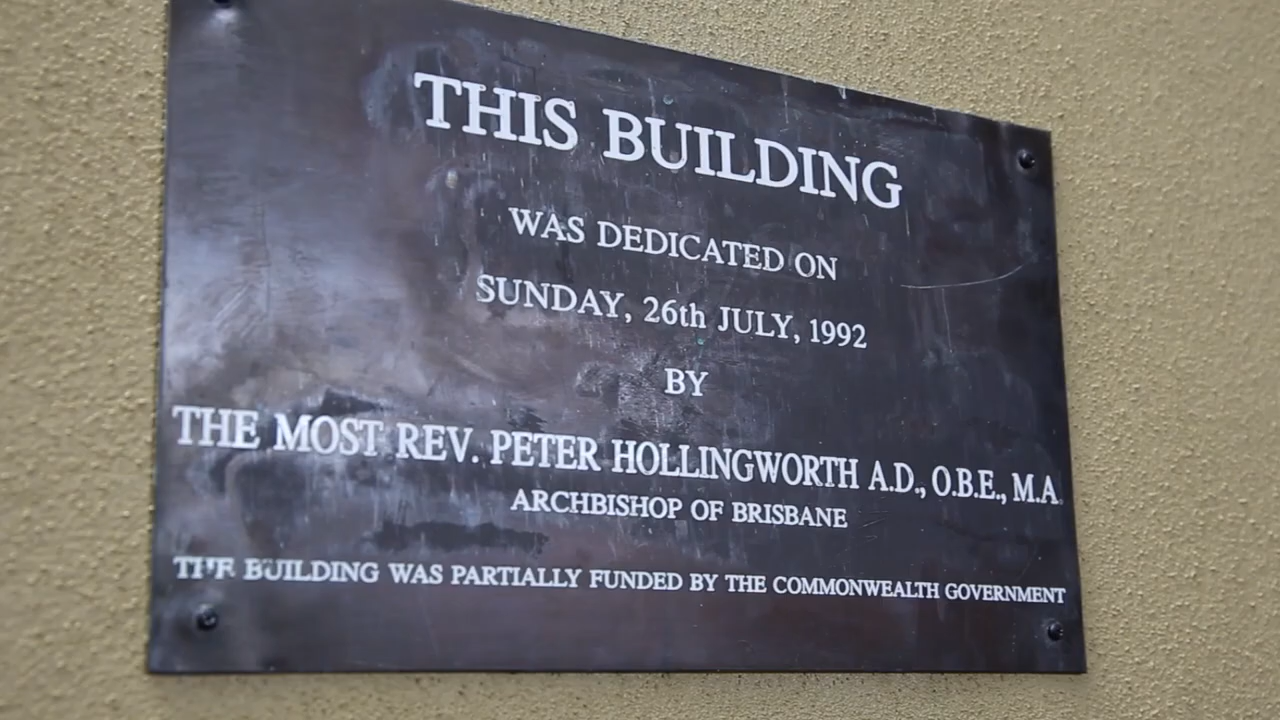 THIS BUILDING
WAS DEDICATED ON
SUNDAY, 26th JULY, 1992
BY
THE MOST REV. PETER HOLLINGWORTH A.D., O.B.E., M.A.
ARCHBISHOP OF BRISBANE
THE BUILDING WAS PARTIALLY FUNDED BY THE COMMONWEALTH GOVERNMENT